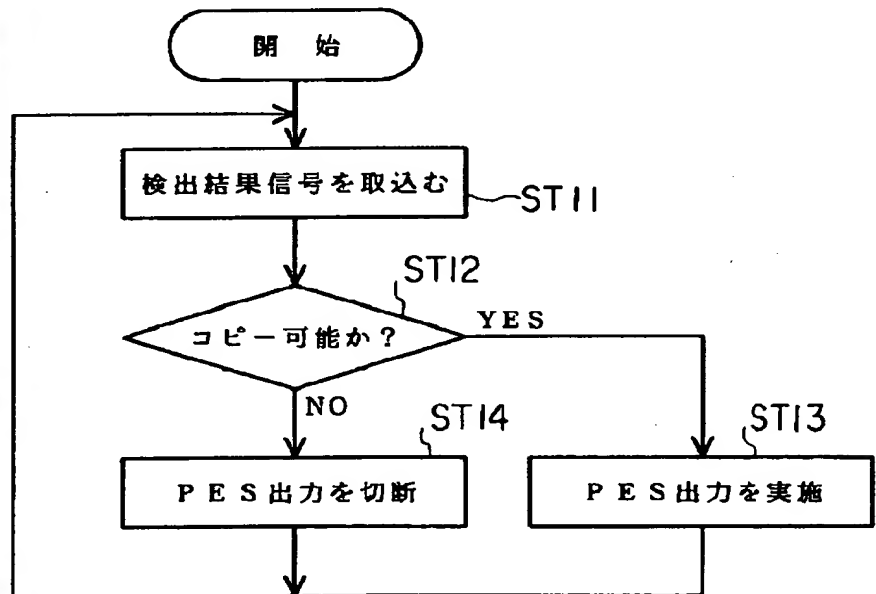 開 始
検出結果信号を取込む
ST11
ST12
コピー可能か?
YES
NO
ST14
ST13
PES出力を切断
PES出力を実施